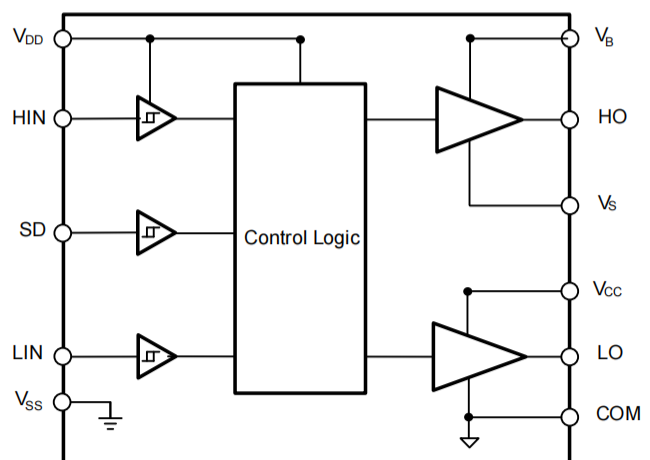 VDD
HIN
SD
LIN
VSS
Control Logic
VB
HO
VS
VCC
LO
COM